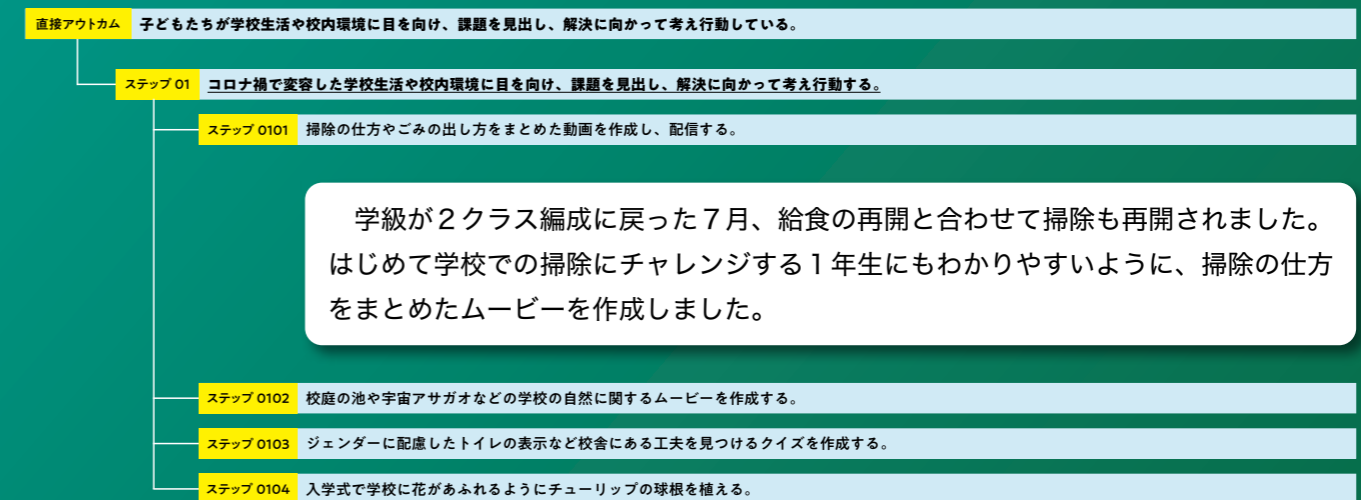 直接アウトカム 子どもたちが学校生活や校内環境に目を向け、課題を見出し、解決に向かって考え行動している。
ステップ 01 コロナ禍で変容した学校生活や校内環境に目を向け、課題を見出し、解決に向かって考え行動する。
ステップ 0101 掃除の仕方やごみの出し方をまとめた動画を作成し、配信する。
　学級が２クラス編成に戻った７月、給食の再開と合わせて掃除も再開されました。
はじめて学校での掃除にチャレンジする１年生にもわかりやすいように、掃除の仕方
をまとめたムービーを作成しました。
ステップ 0102 校庭の池や宇宙アサガオなどの学校の自然に関するムービーを作成する。
ステップ 0103 ジェンダーに配慮したトイレの表示など校舎にある工夫を見つけるクイズを作成する。
ステップ 0104 入学式で学校に花があふれるようにチューリップの球根を植える。